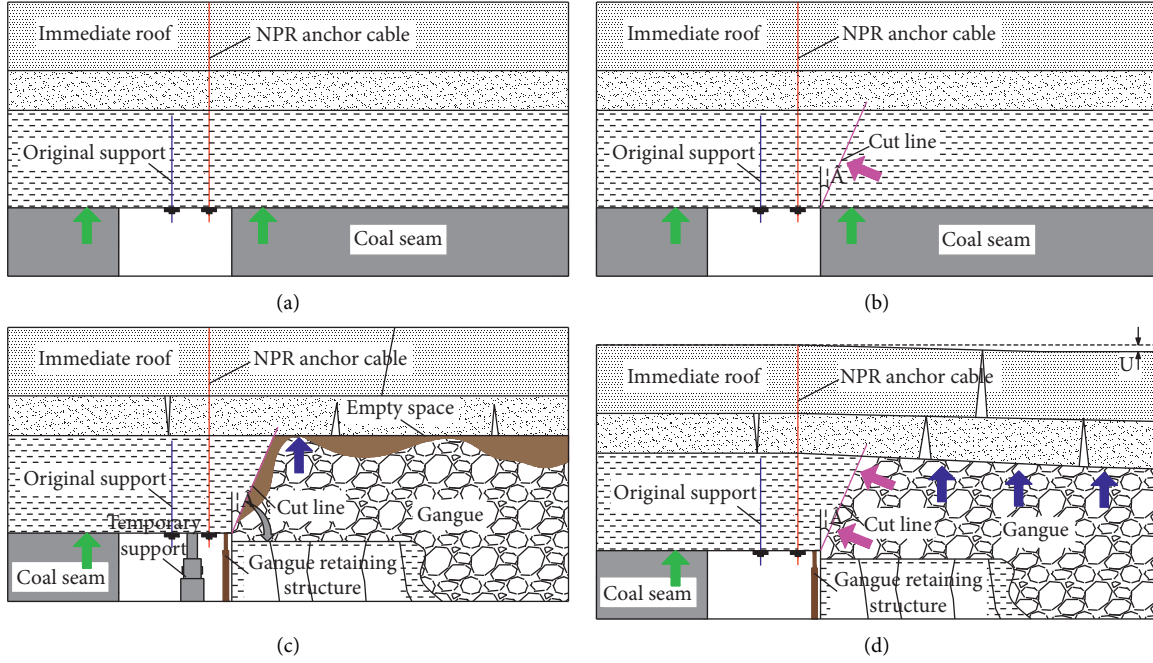 Immediate roof
NPR anchor cable
Original support
Coal seam
(a)
Immediate roof
NPR anchor cable
Original support
Cut line
A
Coal seam
(b)
Immediate roof
NPR anchor cable
Empty space
Original support
A
Cut line
Temporary
support
Gangue
Coal seam
Gangue retaining
structure
(c)
U
Immediate roof
NPR anchor cable
Original support
A
Cut line
Gangue
Coal seam
Gangue retaining
structure
(d)